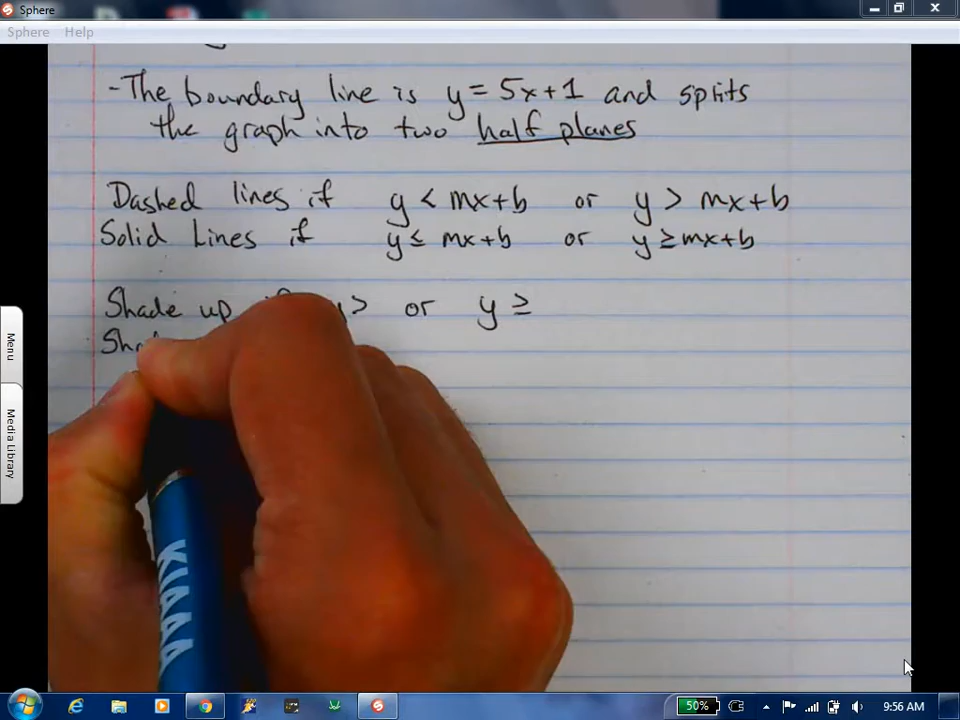 Sphere
Sphere Help
-The boundary line is y = 5x+1 and splits
the graph into two half planes
Dashed lines if y < mx+b or y > mx+b
Solid Lines if y ≤ mx+b or y ≥ mx+b
Shade up if y > or y ≥
Menu
Media Library
KIAAA
50%
9:56 AM